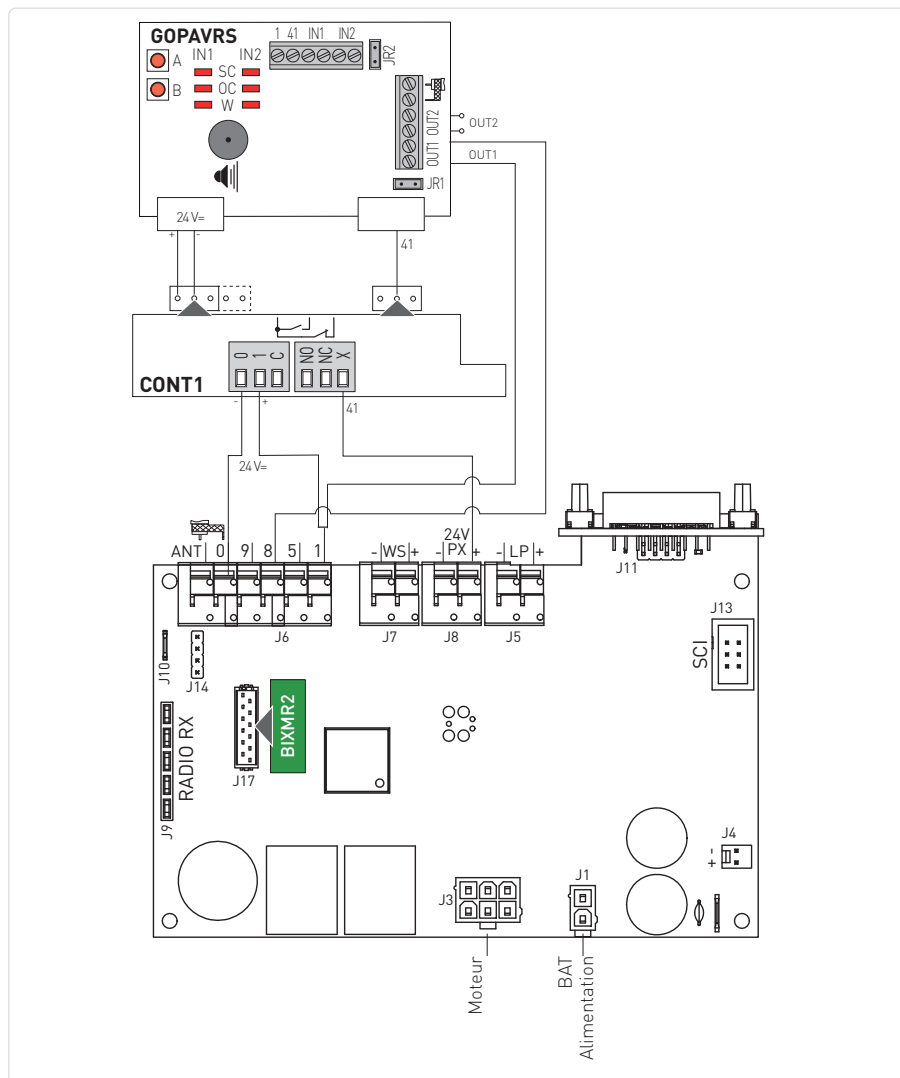 GOPAVRS
1 41 IN1 IN2
JR2
A
B
IN1 IN2
SC
OC
W
OUT2
OUT1
OUT2
OUT1
JR1
24V=
+ -
41
0 1 C
NO NC X
CONT1
- +
41
24V=
ANT 0 9 8 5 1
-|WS|+
24V
-|PX|+
-|LP|+
J11
J6
J7
J8
J5
J13
SCI
J10
J14
J17
BIXMR2
RADIO RX
J9
J4
+ -
J3
J1
Moteur
BAT
Alimentation